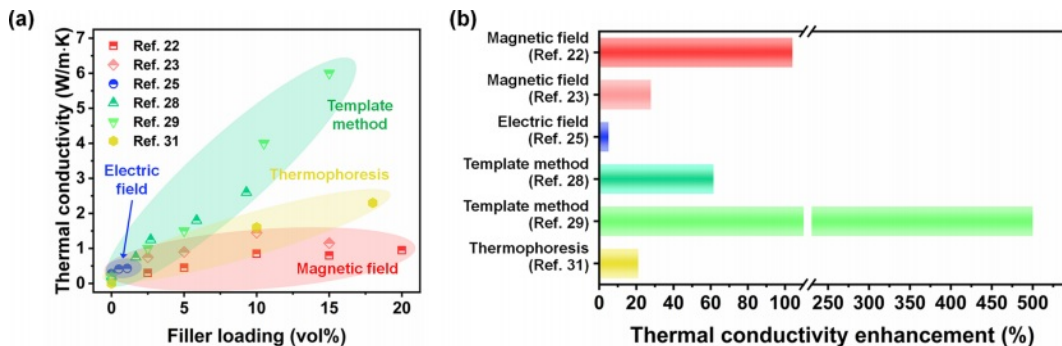 (a)
Thermal conductivity (W/m·K)
7
6
5
4
3
2
1
0
Ref. 22
Ref. 23
Ref. 25
Ref. 28
Ref. 29
Ref. 31
Template
method
Electric
field
Thermophoresis
Magnetic field
0 5 10 15 20
Filler loading (vol%)
(b)
Magnetic field
(Ref. 22)
Magnetic field
(Ref. 23)
Electric field
(Ref. 25)
Template method
(Ref. 28)
Template method
(Ref. 29)
Thermophoresis
(Ref. 31)
0 20 40 60 80 100 250 300 350 400 450 500
Thermal conductivity enhancement (%)